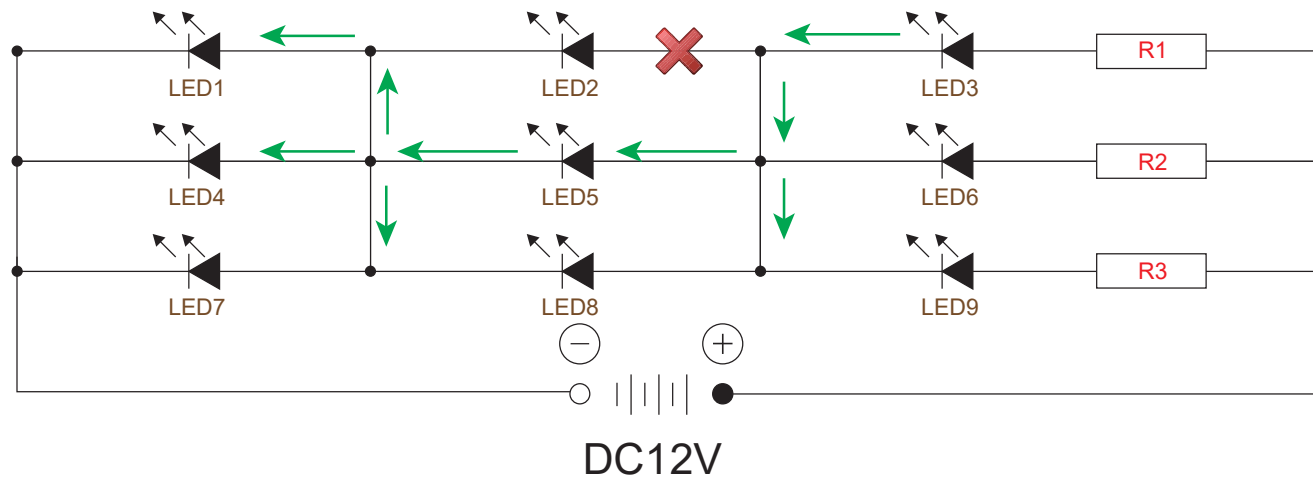 R1
LED1
LED2
LED3
R2
LED4
LED5
LED6
R3
LED7
LED8
LED9
− +
DC12V